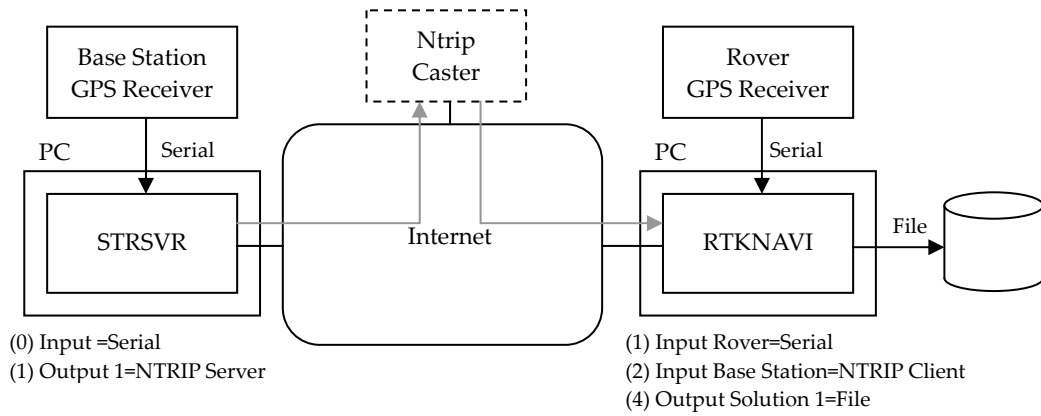 Base Station
GPS Receiver
Ntrip
Caster
Rover
GPS Receiver
PC
Serial
PC
Serial
STRSVR
Internet
RTKNAVI
File
(0) Input =Serial
(1) Output 1=NTRIP Server
(1) Input Rover=Serial
(2) Input Base Station=NTRIP Client
(4) Output Solution 1=File